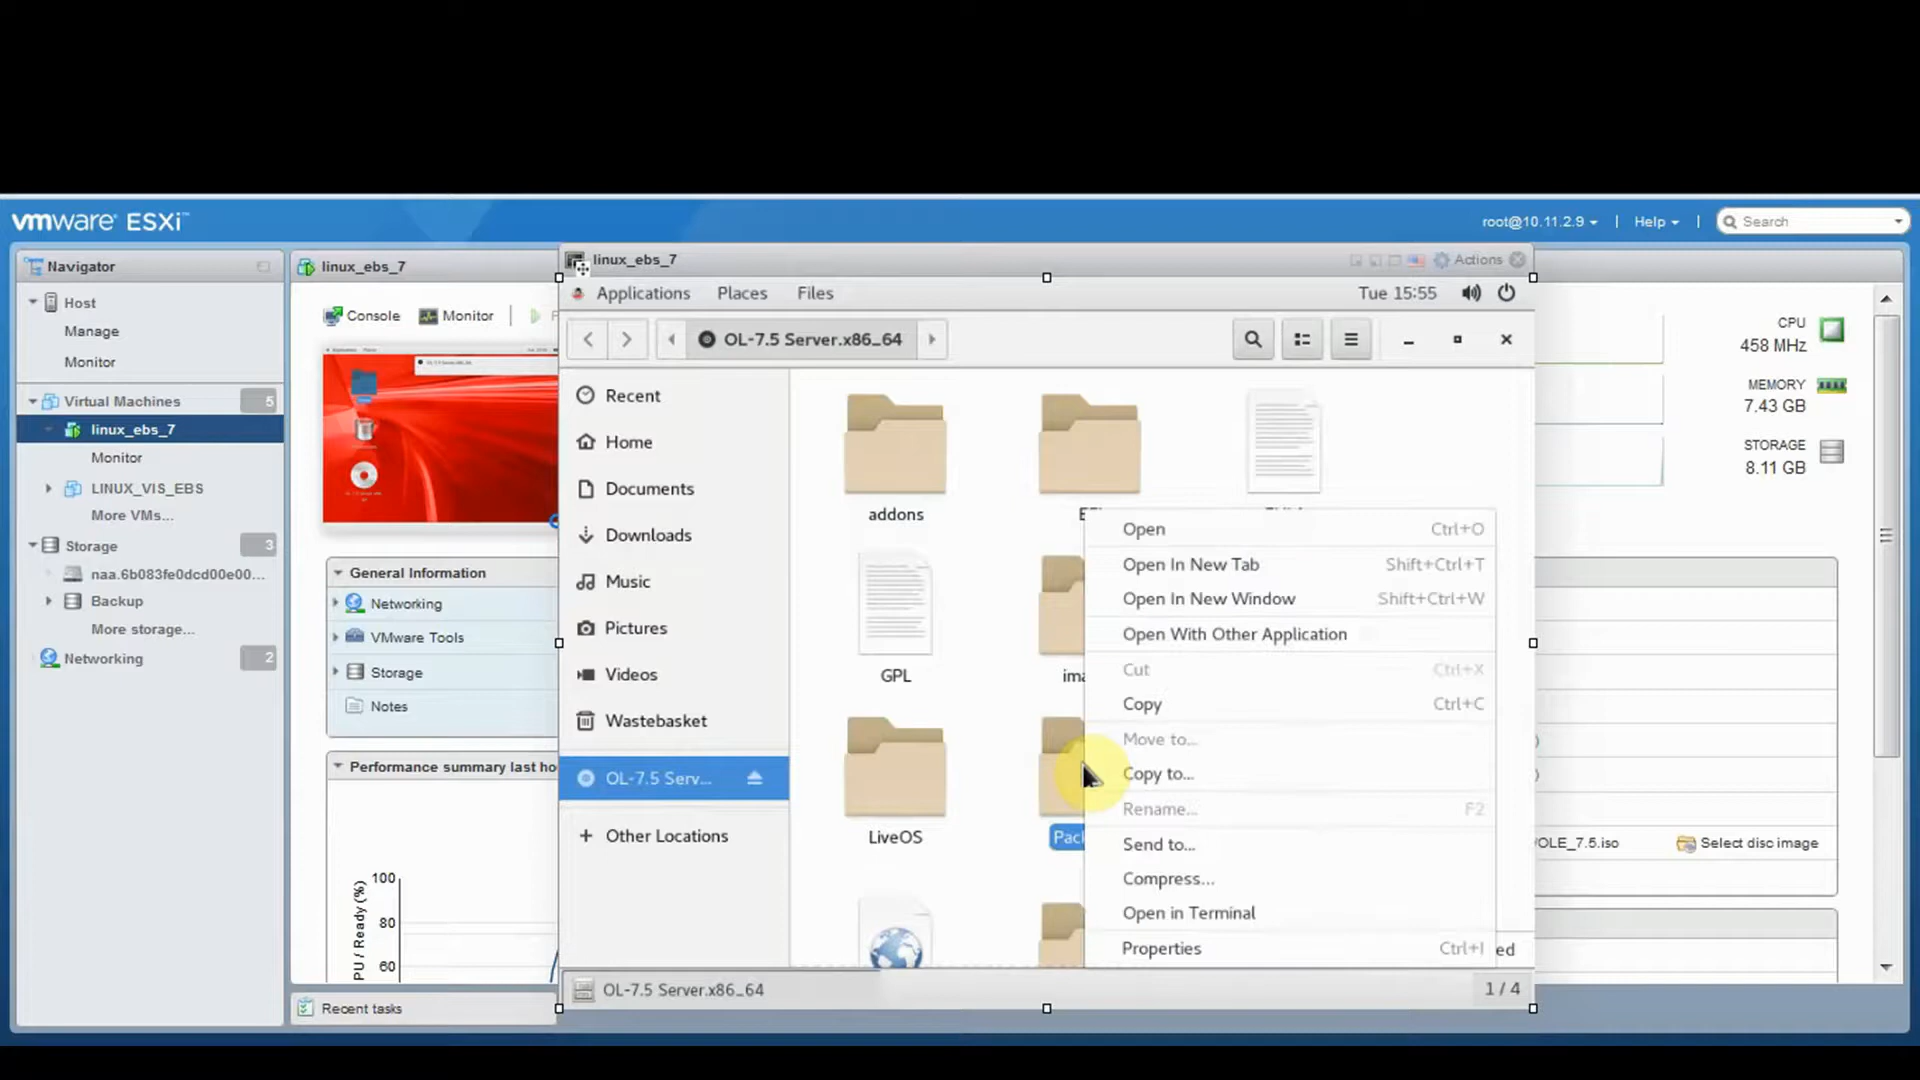 vmware ESXi™
root@10.11.2.9
Help
Search
Navigator
Host
Manage
Monitor
Virtual Machines
5
linux_ebs_7
Monitor
LINUX_VIS_EBS
More VMs...
Storage
3
naa.6b083fe0dcd00e00...
Backup
More storage...
Networking
2
linux_ebs_7
Console
Monitor
General Information
Networking
VMware Tools
Storage
Notes
Performance summary last ho
PU / Ready (%)
100
80
60
Recent tasks
linux_ebs_7
Actions
Applications
Places
Files
Tue 15:55
OL-7.5 Server.x86_64
Recent
Home
Documents
Downloads
Music
Pictures
Videos
Wastebasket
OL-7.5 Serv...
+ Other Locations
addons
GPL
ima
LiveOS
Pack
Open Ctrl+O
Open In New Tab Shift+Ctrl+T
Open In New Window Shift+Ctrl+W
Open With Other Application
Cut Ctrl+X
Copy Ctrl+C
Move to...
Copy to...
Rename... F2
Send to...
Compress...
Open in Terminal
Properties Ctrl+I
ed
OL-7.5 Server.x86_64
1 / 4
CPU
458 MHz
MEMORY
7.43 GB
STORAGE
8.11 GB
/OLE_7.5.iso
Select disc image